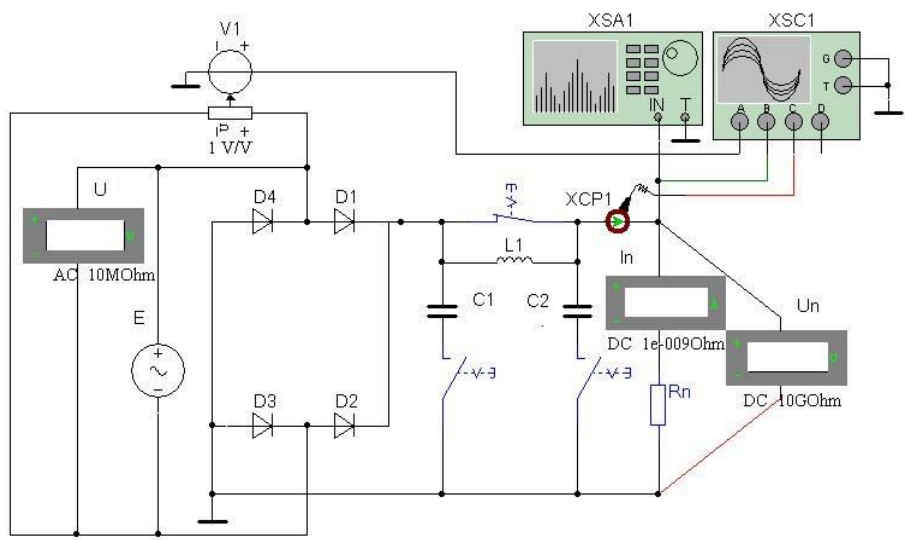 V1
XSA1
XSC1
1 V/V
IN T
A B C D
G
T
U
AC 10MOhm
E
D4
D1
D3
D2
L1
C1
C2
XCP1
In
DC 1e-009Ohm
Rn
Un
DC 10GOhm